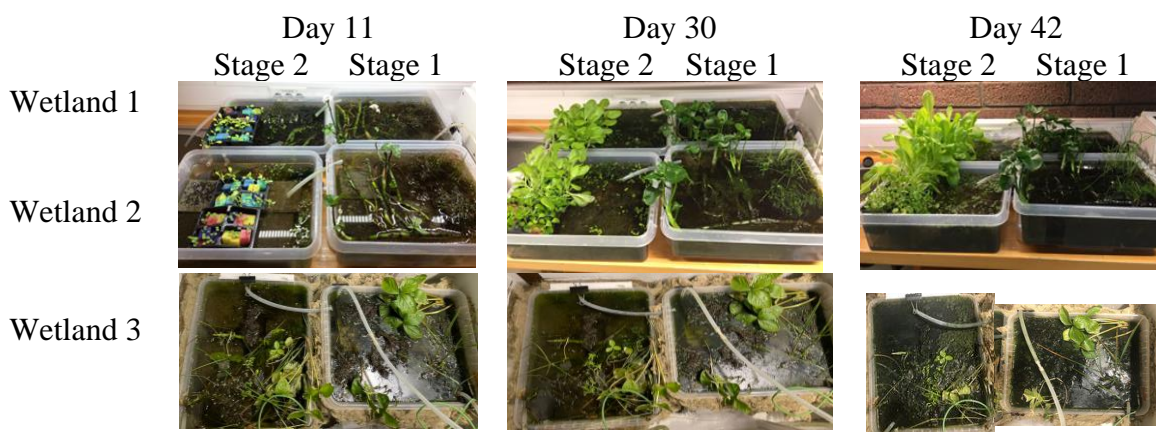 Day 11 Day 30 Day 42
Stage 2 Stage 1 Stage 2 Stage 1 Stage 2 Stage 1
Wetland 1
Wetland 2
Wetland 3